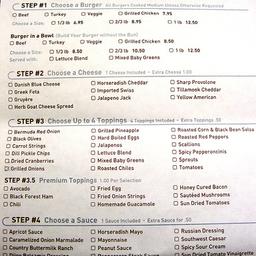 STEP #1 Choose a Burger All Burgers Cooked Medium Unless Otherwise Requested
Beef Turkey Veggie Grilled Chicken 7.95
Choose a Size: 1/3 lb 6.95 2/3 lb 8.95 1 lb 12.50
Burger in a Bowl (Build Your Burger without the Bun)
Beef Turkey Veggie Grilled Chicken 8.50
Choose a Size: 1/3 lb 8.50 2/3 lb 10.50 1 lb 12.50
Served with: Lettuce Blend Mixed Baby Greens
STEP #2 Choose a Cheese 1 Cheese Included - Extra Cheese 1.00
Danish Blue Cheese Horseradish Cheddar Sharp Provolone
Greek Feta Imported Swiss Tillamook Cheddar
Gruyère Jalapeno Jack Yellow American
Herb Goat Cheese Spread
STEP #3 Choose Up to 4 Toppings 4 Toppings Included - Extra Toppings .50
Bermuda Red Onion Grilled Pineapple Roasted Corn & Black Bean Salsa
Black Olives Hard Boiled Eggs Roasted Red Peppers
Carrot Strings Jalapenos Scallions
Dill Pickle Chips Lettuce Blend Spicy Pepperoncinis
Dried Cranberries Mixed Baby Greens Sprouts
Grilled Onions Roasted Chiles Tomatoes
STEP #3.5 Premium Toppings 1.00 Per Selection
Avocado Fried Egg Honey Cured Bacon
Black Forest Ham Fried Onion Strings Sautéed Mushrooms
Chili Homemade Guacamole Sun Dried Tomatoes
STEP #4 Choose a Sauce 1 Sauce Included - Extra Sauce for .50
Apricot Sauce Horseradish Mayo Russian Dressing
Caramelized Onion Marmalade Mayonnaise Southwest Caesar
Country Buttermilk Ranch Peanut Sauce Spicy Sour Cream
Sun Dried Tomato Vinaigrette